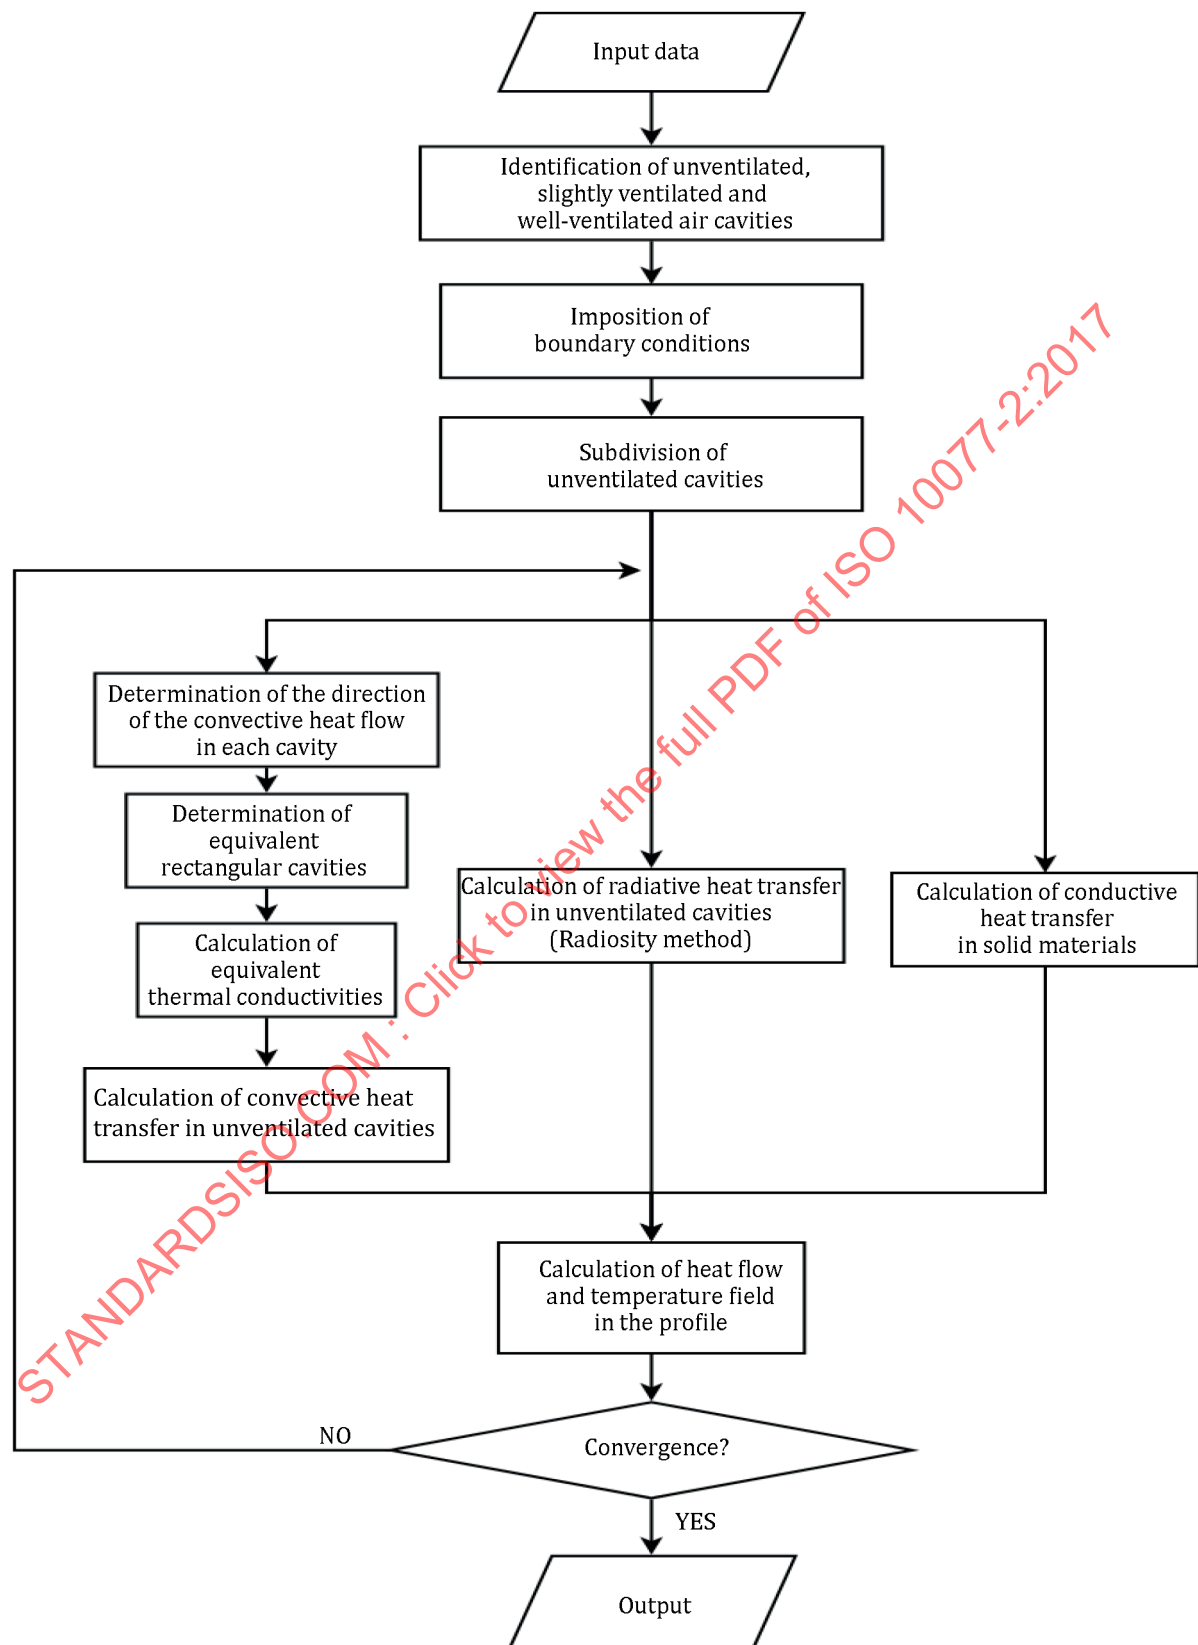 Input data
Identification of unventilated,
slightly ventilated and
well-ventilated air cavities
Imposition of
boundary conditions
Subdivision of
unventilated cavities
Determination of the direction
of the convective heat flow
in each cavity
Determination of
equivalent
rectangular cavities
Calculation of
equivalent
thermal conductivities
Calculation of convective heat
transfer in unventilated cavities
Calculation of radiative heat transfer
in unventilated cavities
(Radiosity method)
Calculation of conductive
heat transfer
in solid materials
Calculation of heat flow
and temperature field
in the profile
Convergence?
NO
YES
Output
STANDARDSISO.COM : Click to view the full PDF of ISO 10077-2:2017